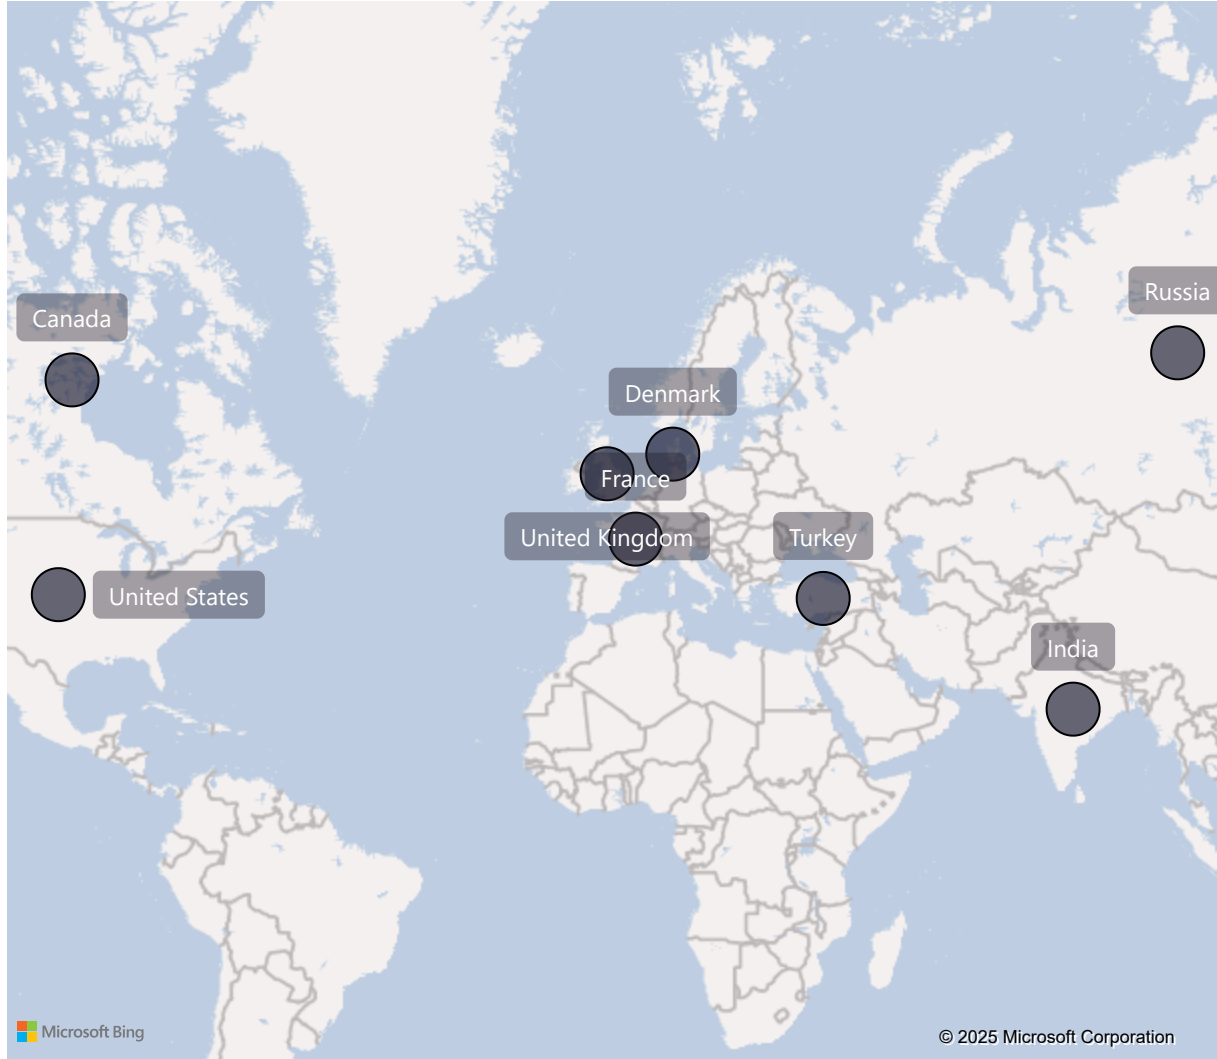 Russia
Canada
Denmark
France
United Kingdom
Turkey
United States
India
Microsoft Bing
© 2025 Microsoft Corporation